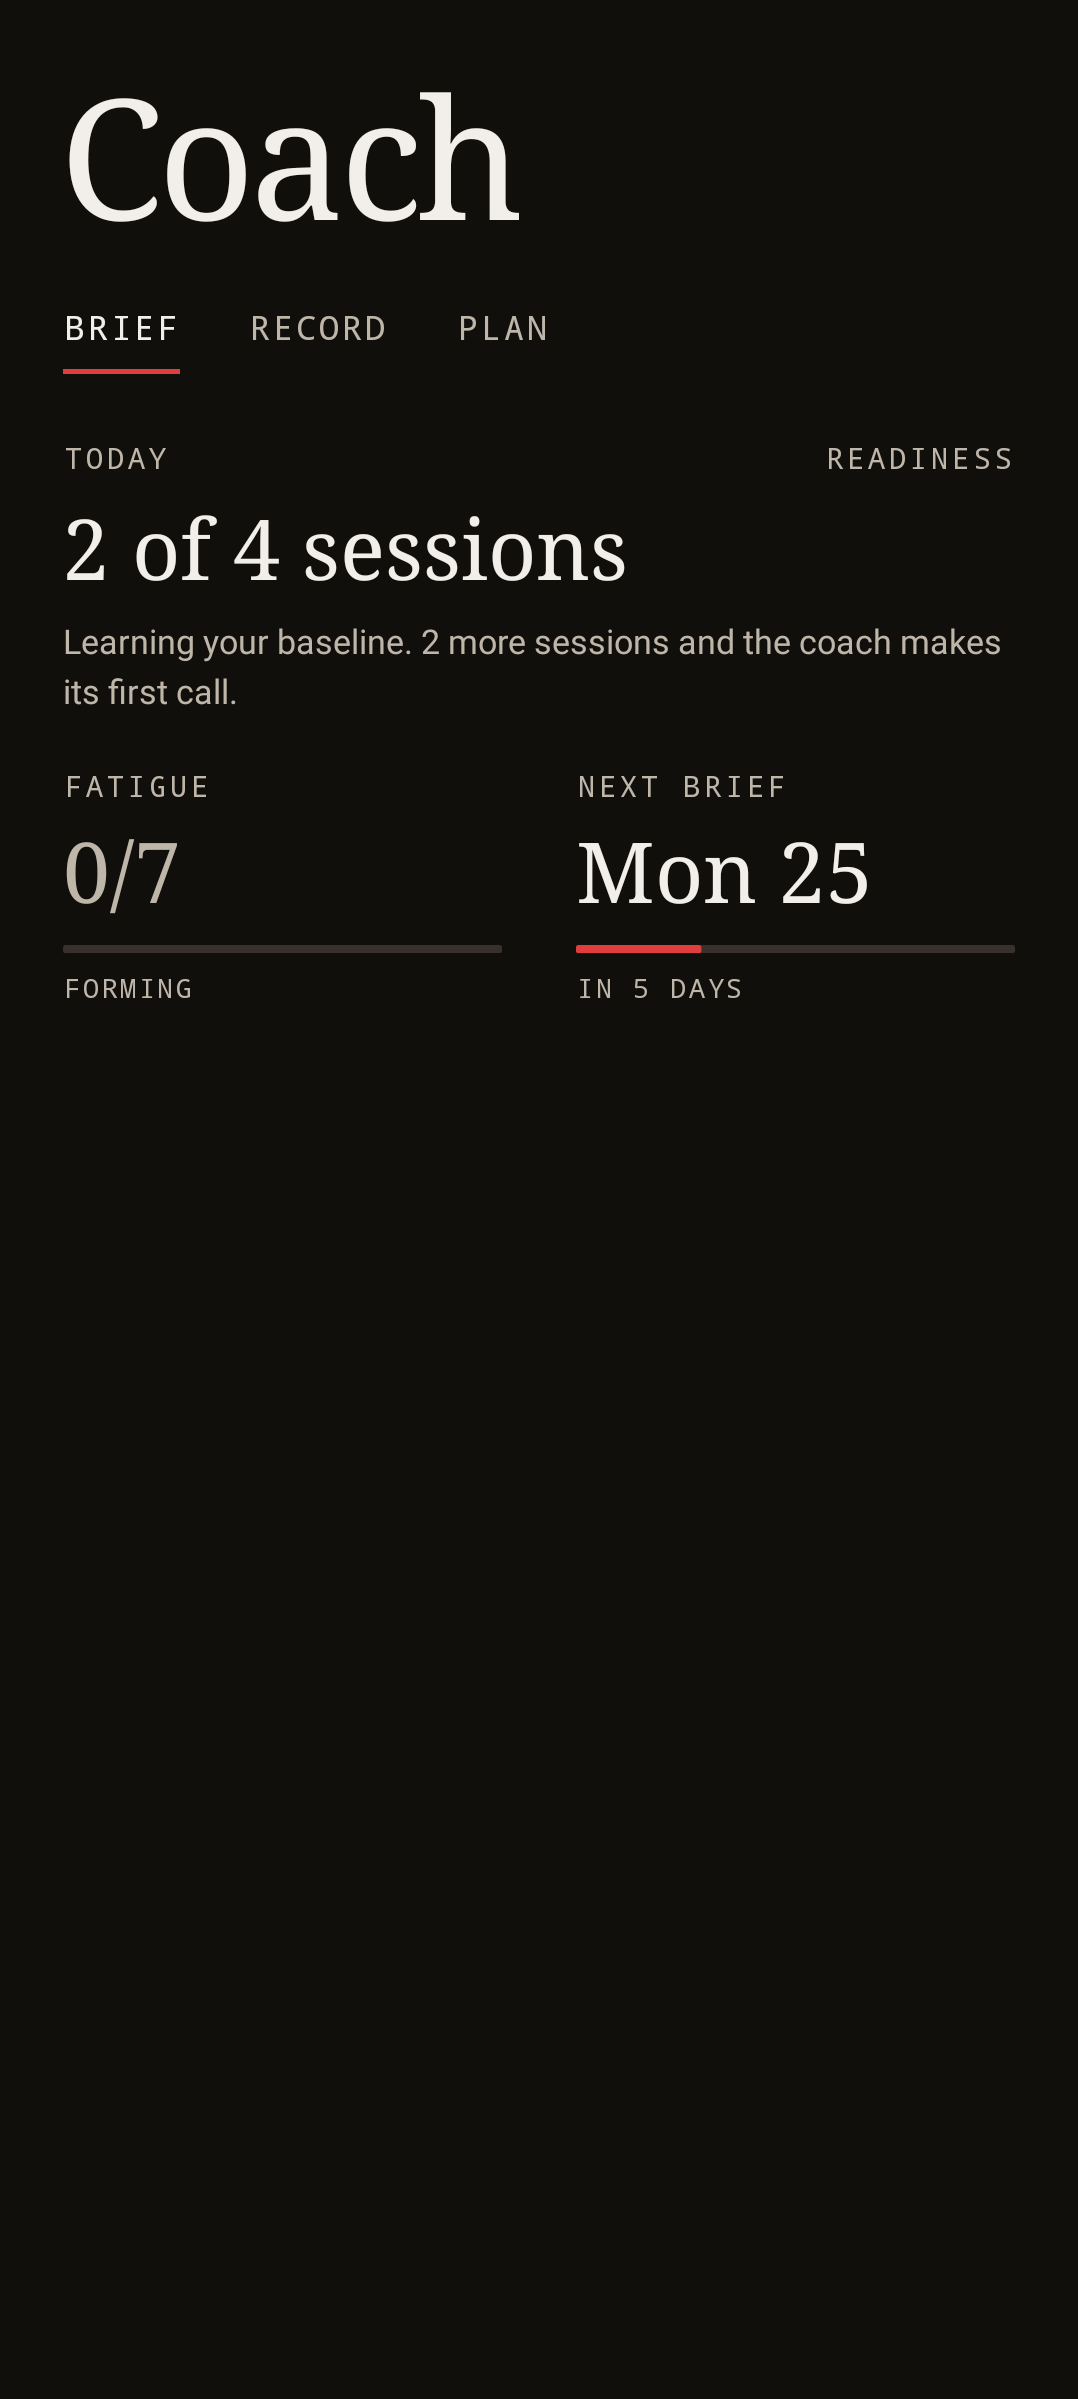 Coach
BRIEF RECORD PLAN
TODAY READINESS
2 of 4 sessions
Learning your baseline. 2 more sessions and the coach makes
its first call.
FATIGUE NEXT BRIEF
0/7 Mon 25
FORMING IN 5 DAYS